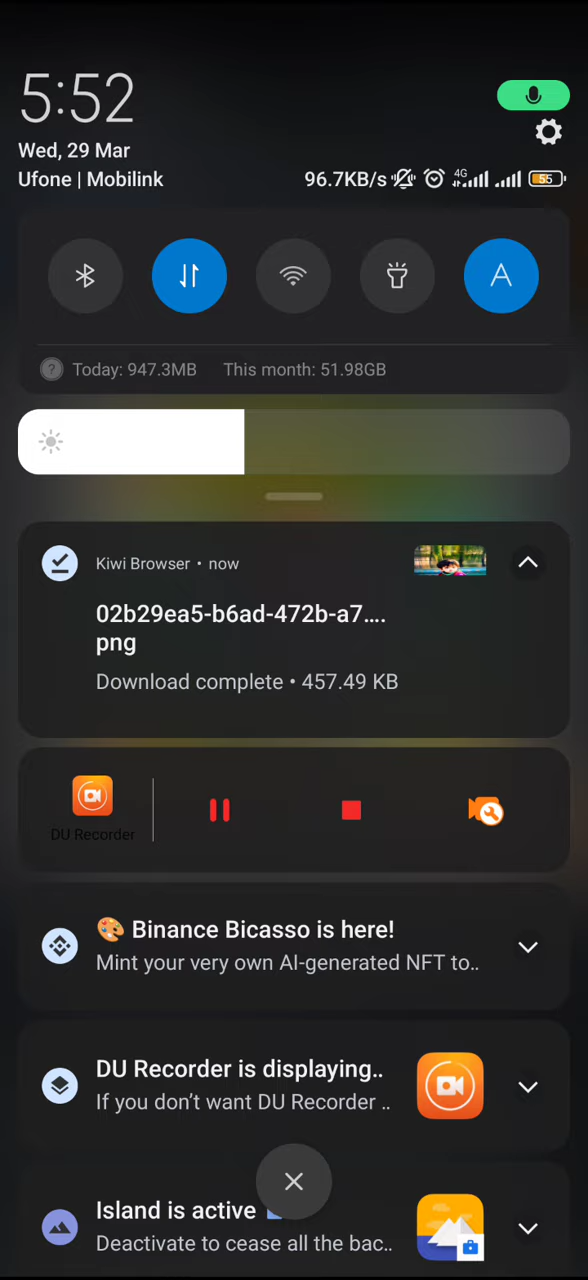 5:52
Wed, 29 Mar
Ufone | Mobilink
96.7KB/s
4G
55
A
Today: 947.3MB This month: 51.98GB
Kiwi Browser • now
02b29ea5-b6ad-472b-a7....
png
Download complete • 457.49 KB
DU Recorder
🎨 Binance Bicasso is here!
Mint your very own AI-generated NFT to..
DU Recorder is displaying..
If you don't want DU Recorder ..
Island is active
Deactivate to cease all the bac..